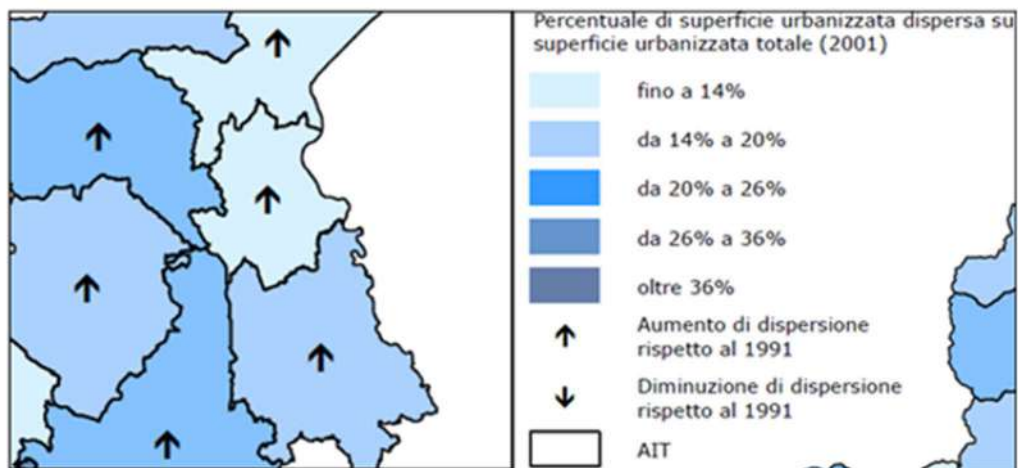 Percentuale di superficie urbanizzata dispersa su
superficie urbanizzata totale (2001)
fino a 14%
da 14% a 20%
da 20% a 26%
da 26% a 36%
oltre 36%
Aumento di dispersione
rispetto al 1991
Diminuzione di dispersione
rispetto al 1991
AIT